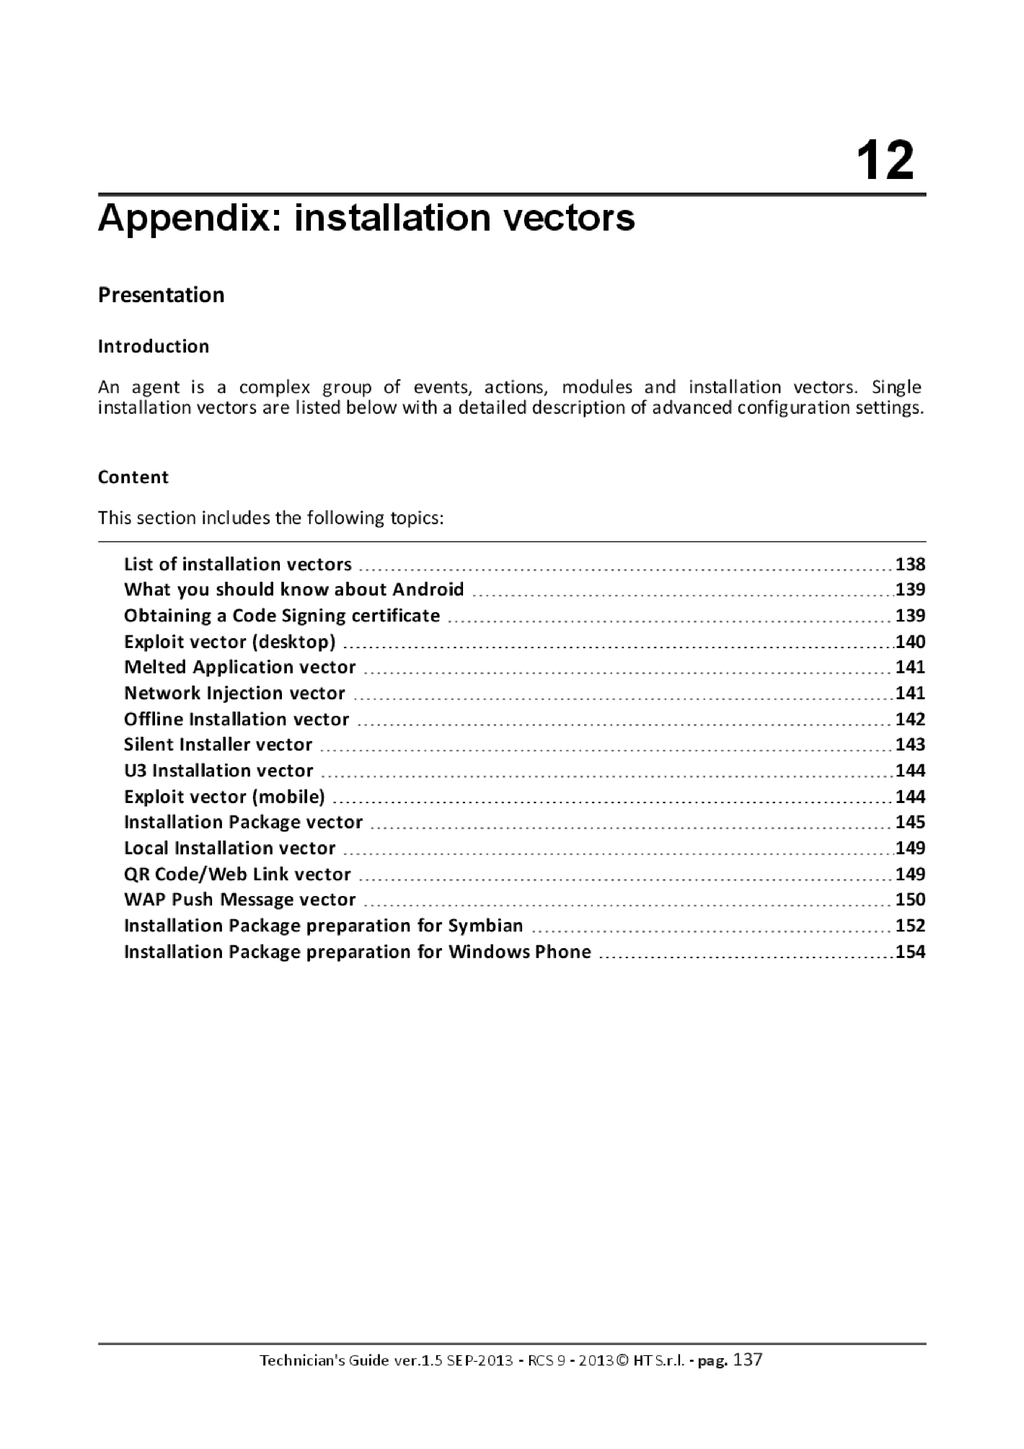 12
Appendix: installation vectors
Presentation
Introduction
An agent is a complex group of events, actions, modules and installation vectors. Single
installation vectors are listed below with a detailed description of advanced configuration settings.
Content
This section includes the following topics:
List of installation vectors 138
What you should know about Android 139
Obtaining a Code Signing certificate 139
Exploit vector (desktop) 140
Melted Application vector 141
Network Injection vector 141
Offline Installation vector 142
Silent Installer vector 143
U3 Installation vector 144
Exploit vector (mobile) 144
Installation Package vector 145
Local Installation vector 149
QR Code/Web Link vector 149
WAP Push Message vector 150
Installation Package preparation for Symbian 152
Installation Package preparation for Windows Phone 154
Technician's Guide ver.1.5 SEP-2013 - RCS 9 - 2013© HT S.r.l. - pag. 137